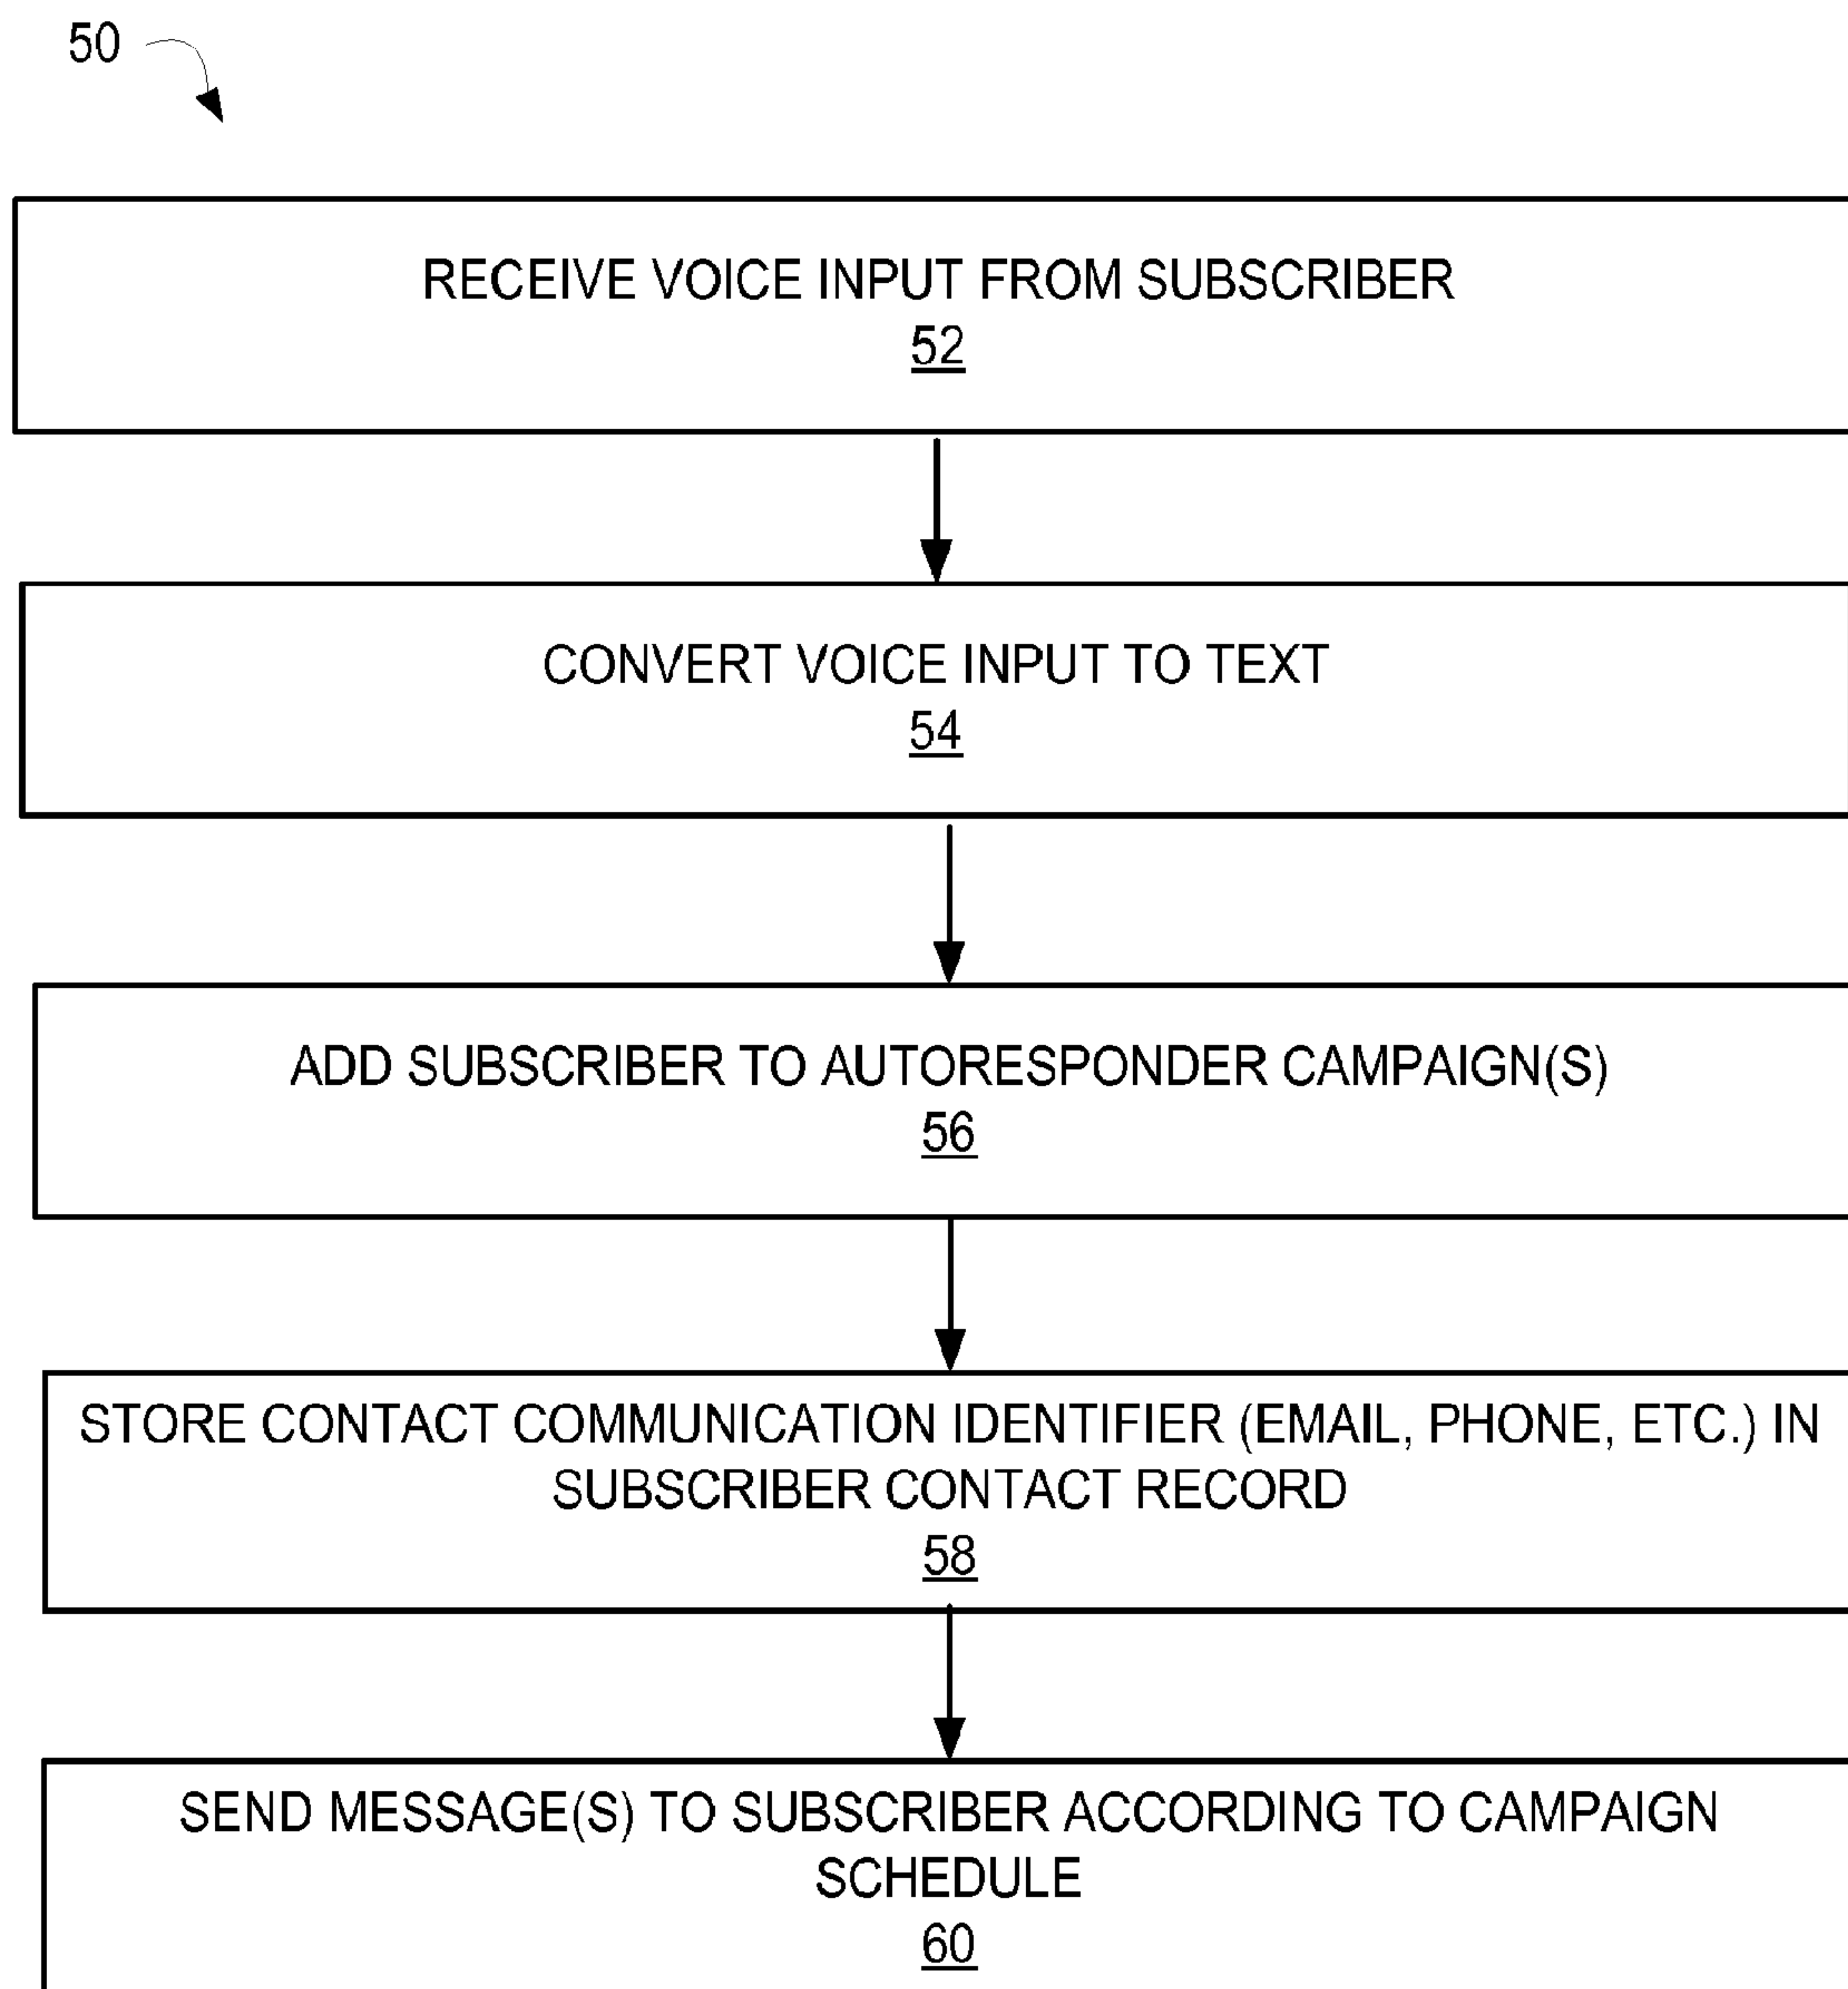 50
RECEIVE VOICE INPUT FROM SUBSCRIBER
52
CONVERT VOICE INPUT TO TEXT
54
ADD SUBSCRIBER TO AUTORESPONDER CAMPAIGN(S)
56
STORE CONTACT COMMUNICATION IDENTIFIER (EMAIL, PHONE, ETC.) IN
SUBSCRIBER CONTACT RECORD
58
SEND MESSAGE(S) TO SUBSCRIBER ACCORDING TO CAMPAIGN
SCHEDULE
60